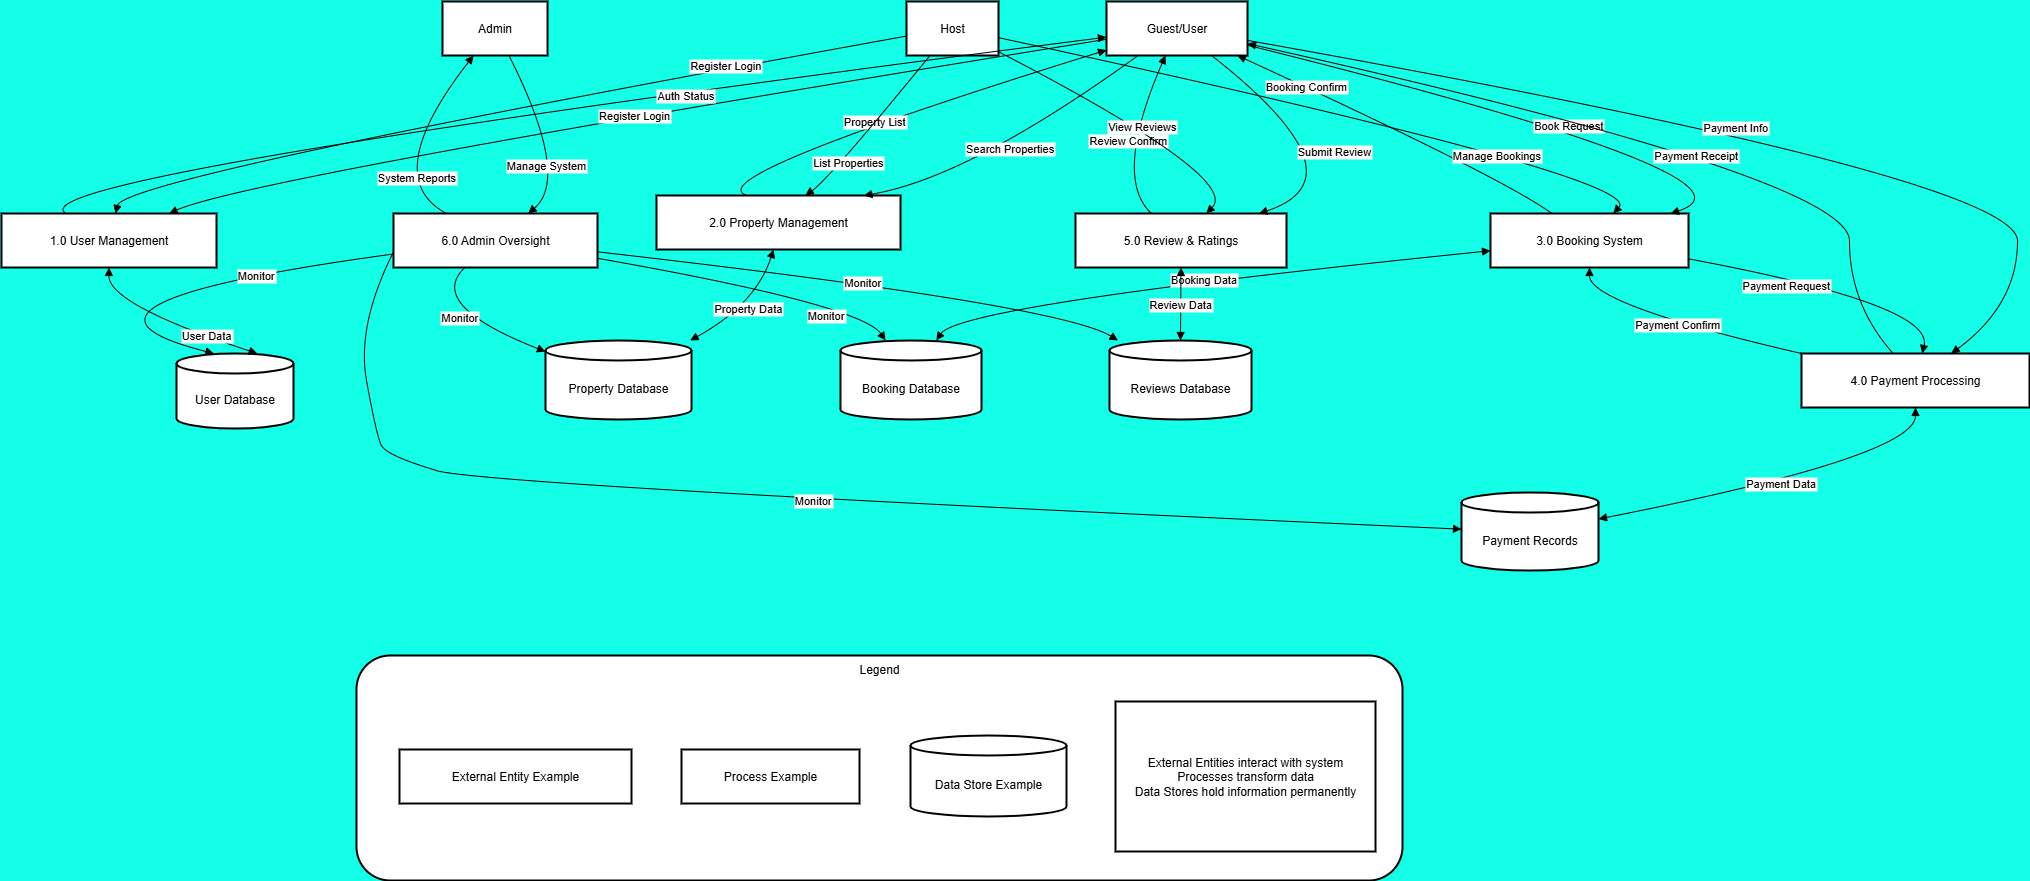 Admin
Host
Guest/User
Register Login
Booking Confirm
Auth Status
Register Login
Property List
View Reviews
Book Request
Payment Info
Review Confirm
Search Properties
Submit Review
Manage Bookings
Payment Receipt
List Properties
Manage System
System Reports
1.0 User Management
6.0 Admin Oversight
2.0 Property Management
5.0 Review & Ratings
3.0 Booking System
Monitor
Monitor
Booking Data
Payment Request
Property Data
Review Data
Monitor
Monitor
Payment Confirm
User Data
User Database
Property Database
Booking Database
Reviews Database
4.0 Payment Processing
Payment Data
Monitor
Payment Records
Legend
External Entity Example
Process Example
Data Store Example
External Entities interact with system
Processes transform data
Data Stores hold information permanently